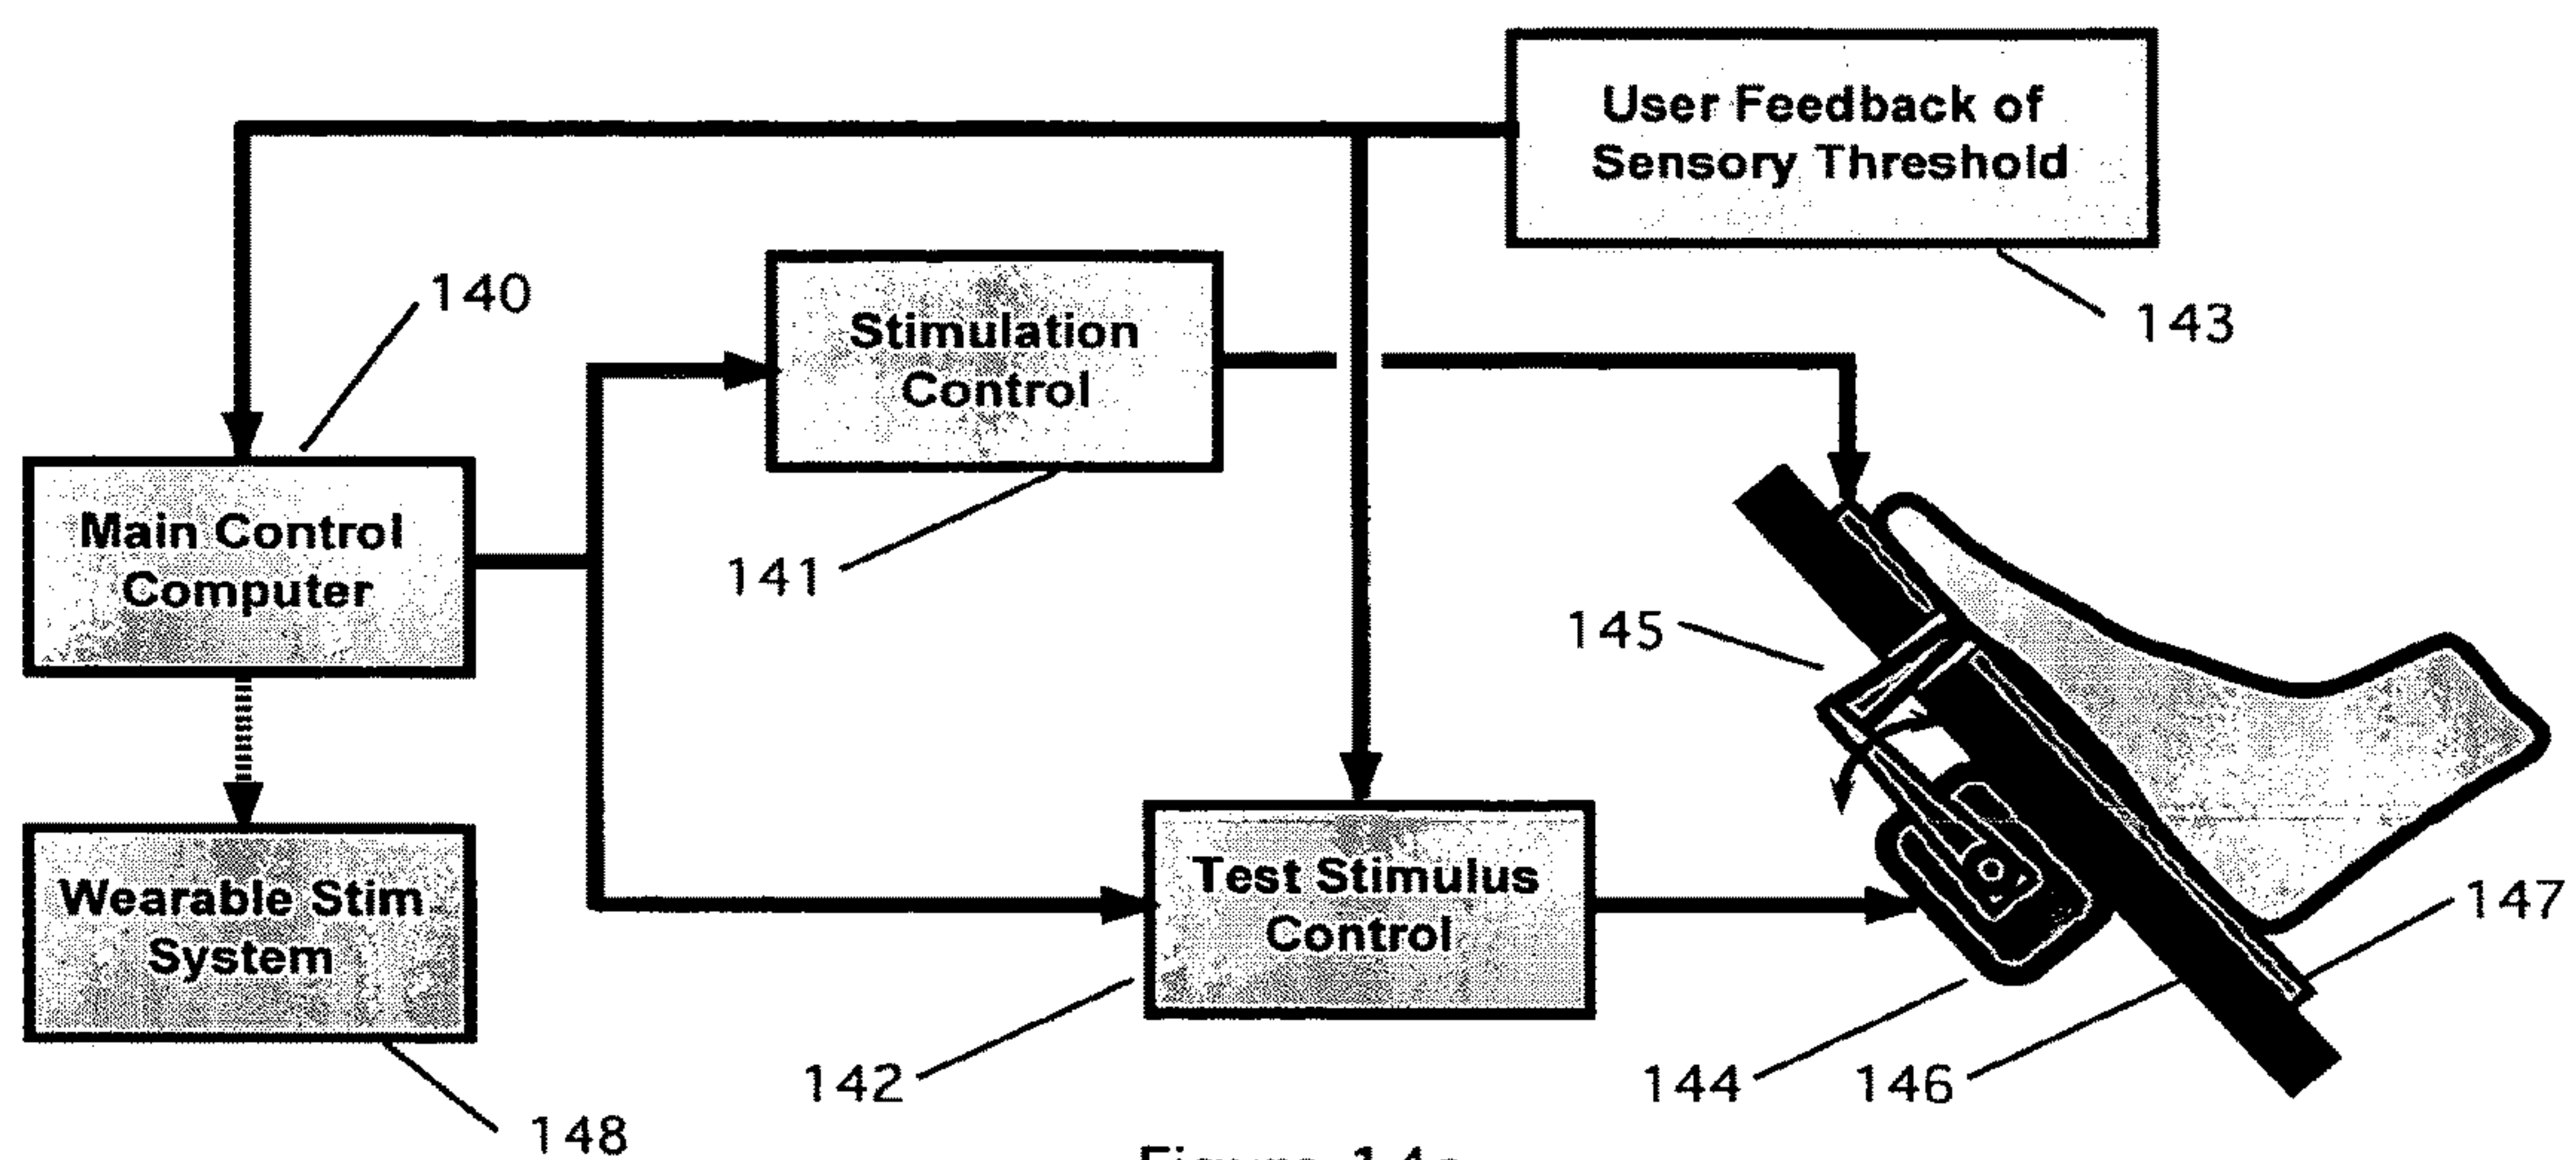 User Feedback of
Sensory Threshold
140
Stimulation
Control
143
Main Control
Computer
141
145
Wearable Stim
System
Test Stimulus
Control
147
142
144
146
148